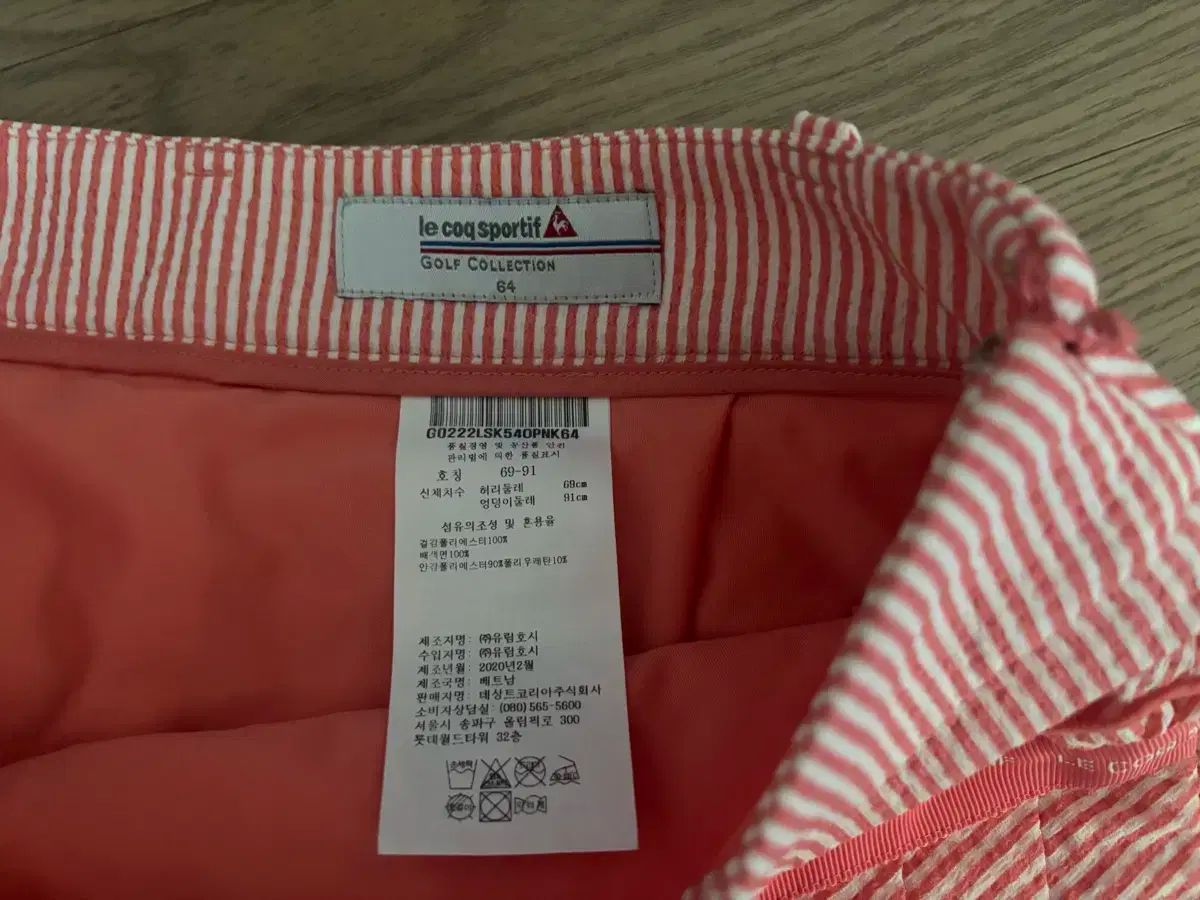 le coq sportif
GOLF COLLECTION
64
G0222LSK540PNK64
품질경영 및 공산품 안전
관리법에 의한 품질표시
호칭 69-91
신체치수 허리둘레 69cm
엉덩이둘레 91cm
섬유의조성 및 혼용율
겉감폴리에스터100%
배색면100%
안감폴리에스터90%폴리우레탄10%
제조자명: (주)유림호시
수입자명: (주)유림호시
제조년월: 2020년2월
제조국명: 베트남
판매자명: 데상트코리아주식회사
소비자상담실: (080)565-5600
서울시 송파구 올림픽로 300
롯데월드타워 32층
LE CO